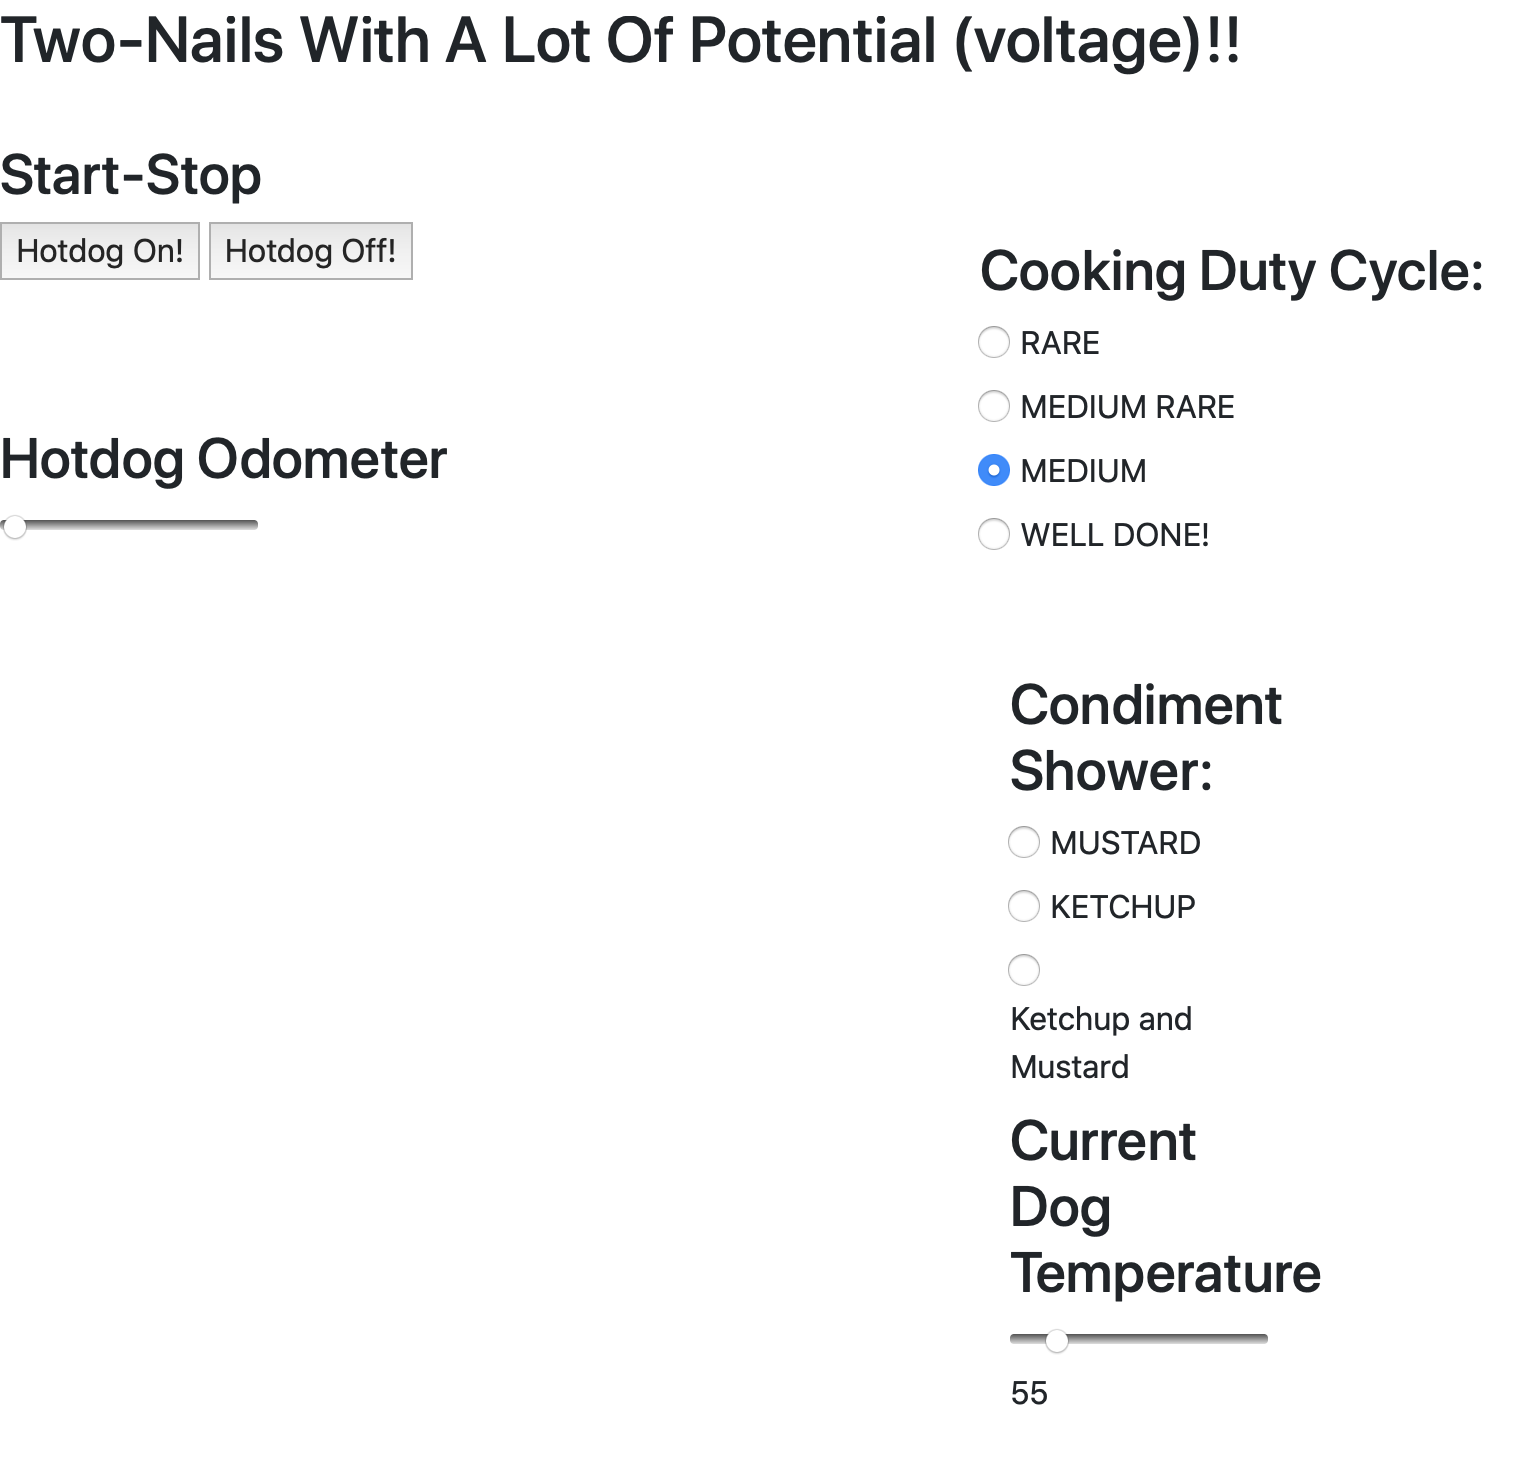 Two-Nails With A Lot Of Potential (voltage)!!
Start-Stop
Hotdog On! Hotdog Off!
Hotdog Odometer
Cooking Duty Cycle:
RARE
MEDIUM RARE
MEDIUM
WELL DONE!
Condiment
Shower:
MUSTARD
KETCHUP
Ketchup and
Mustard
Current
Dog
Temperature
55